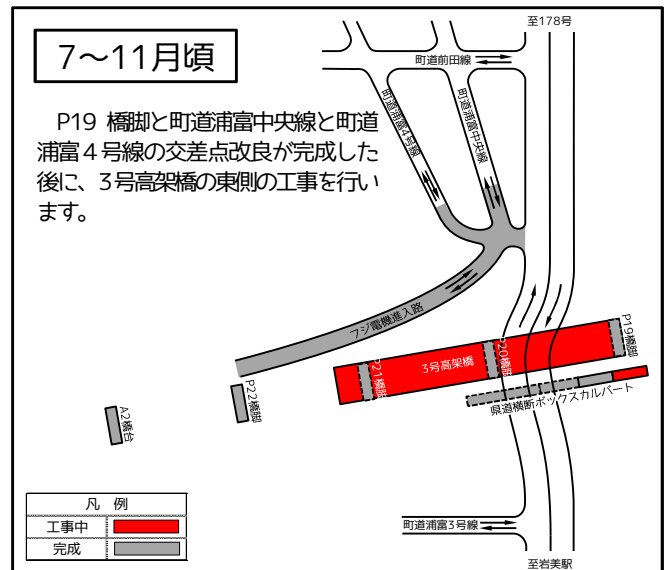 7～11月頃
至178号
町道前田線
P19 橋脚と町道浦富中央線と町道
浦富４号線の交差点改良が完成した
後に、3号高架橋の東側の工事を行い
ます。
町道浦富4号線
町道浦富中央線
フジ電機進入路
P19橋脚
P20橋脚
3号高架橋
P21橋脚
P22橋脚
A2橋台
県道横断ボックスカルバート
凡 例
工事中
完成
町道浦富3号線
至岩美駅